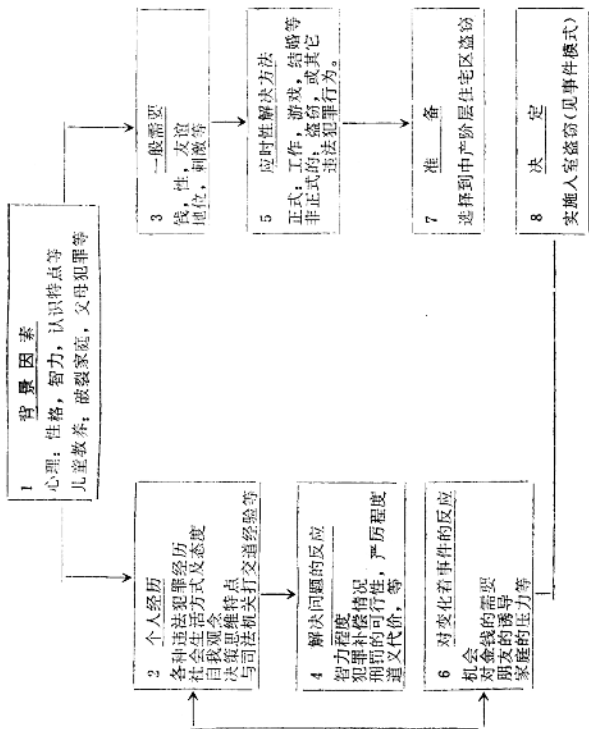 1 背景因素
心理：性格，智力，认识特点等
儿童教养：破裂家庭，父母犯罪等
2 个人经历
各种违法犯罪经历
社会生活方式及态度
自我观念
决策思维特点
与司法机关打交道经验等
3 一般需要
钱，性，友谊
地位，刺激等
4 解决问题的反应
智力程度
犯罪补偿情况
刑罚的可行性，严历程度
道义代价，等
5 应时性解决方法
正式：工作，游戏，结婚等
非正式的：盗窃，或其它
违法犯罪行为。
6 对变化着事件的反应
机会
对金钱的需要
朋友的诱导
家庭的压力等
7 准备
选择到中产阶层住宅区盗窃
8 决定
实施入室盗窃(见事件模式)